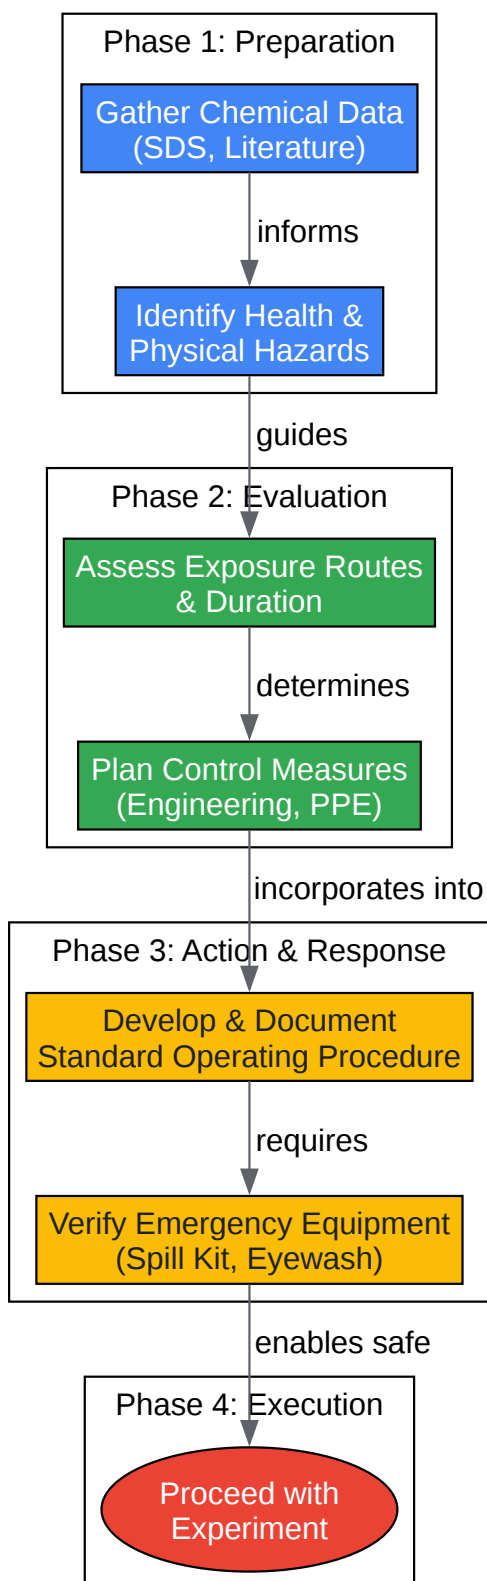 Phase 1: Preparation
Gather Chemical Data
(SDS, Literature)
informs
Identify Health &
Physical Hazards
guides
Phase 2: Evaluation
Assess Exposure Routes
& Duration
determines
Plan Control Measures
(Engineering, PPE)
incorporates into
Phase 3: Action & Response
Develop & Document
Standard Operating Procedure
requires
Verify Emergency Equipment
(Spill Kit, Eyewash)
enables safe
Phase 4: Execution
Proceed with
Experiment